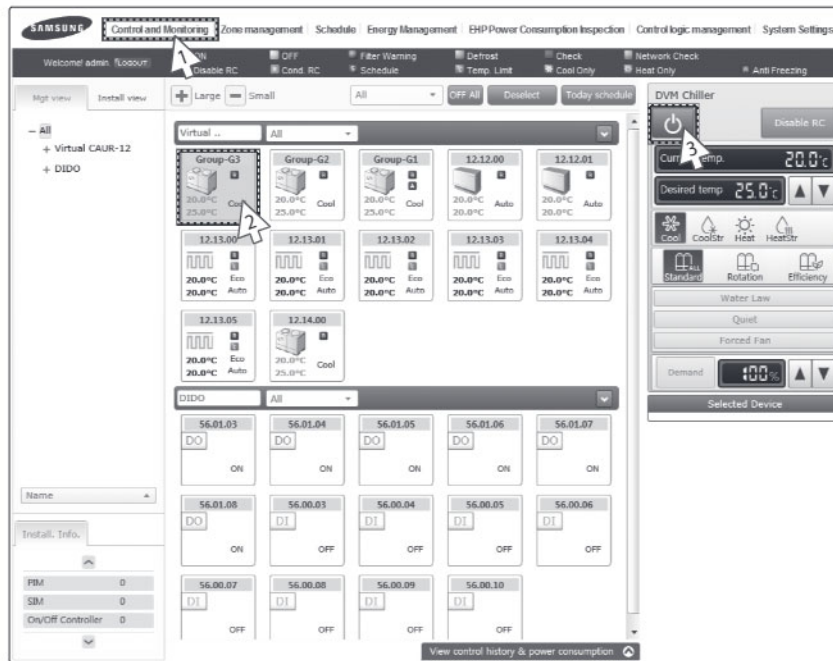 SAMSUNG Control and Monitoring Zone management Schedule Energy Management EHP Power Consumption Inspection Control logic management System Settings
Welcome! admin LOGOUT
ON OFF Filter Warning Defrost Check Network Check
Disable RC Cond. RC Schedule Temp. Limit Cool Only Heat Only Anti Freezing
1
Mgt view Install view
Large Small All OFF All Deselect Today schedule
DVM Chiller
All
Virtual CAUR-12
DIDO
Virtual .. All
Disable RC
3
Group-G3 Group-G2 Group-G1 12.12.00 12.12.01
20.0°C 20.0°C 20.0°C 20.0°C 20.0°C
25.0°C 25.0°C Cool 25.0°C Cool 20.0°C Auto 20.0°C Auto
2
Temp. 20.0°c
Desired temp 25.0°c
12.13.00 12.13.01 12.13.02 12.13.03 12.13.04
20.0°C Eco 20.0°C Eco 20.0°C Eco 20.0°C Eco 20.0°C Eco
20.0°C Auto 20.0°C Auto 20.0°C Auto 20.0°C Auto 20.0°C Auto
Cool CoolStr Heat HeatStr
ALL
Standard Rotation Efficiency
Water Law
Quiet
Forced Fan
12.13.05 12.14.00
20.0°C Eco 20.0°C
20.0°C Auto 25.0°C Cool
Demand 100%
Selected Device
DIDO All
56.01.03 56.01.04 56.01.05 56.01.06 56.01.07
DO DO DO DO DO
ON ON ON ON ON
Name
56.01.08 56.00.03 56.00.04 56.00.05 56.00.06
DO DI DI DI DI
ON OFF OFF OFF OFF
Install. Info.
PIM 0
SIM 0
On/Off Controller 0
56.00.07 56.00.08 56.00.09 56.00.10
DI DI DI DI
OFF OFF OFF OFF
View control history & power consumption